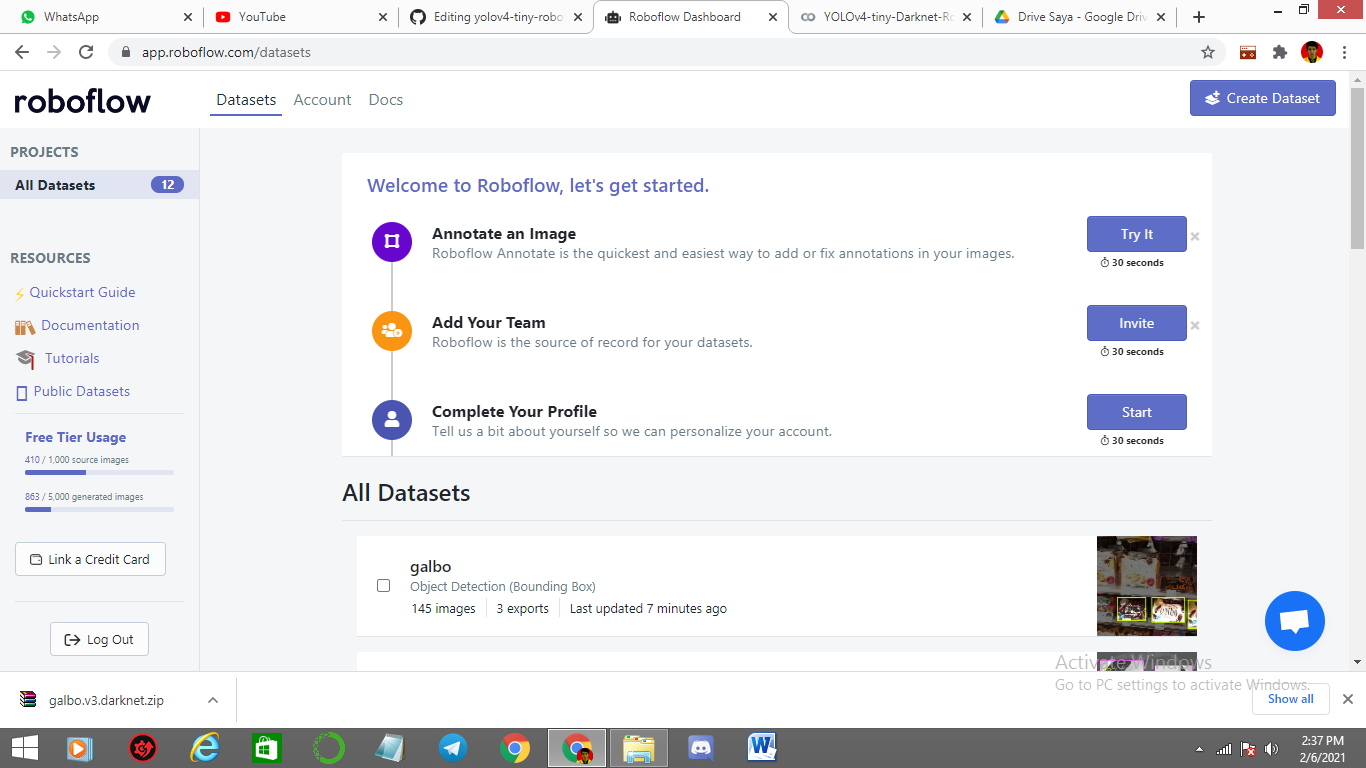 WhatsApp
YouTube
Editing yolov4-tiny-robo
Roboflow Dashboard
YOLOv4-tiny-Darknet-Ro
Drive Saya - Google Driv
app.roboflow.com/datasets
roboflow
Datasets
Account
Docs
Create Dataset
PROJECTS
All Datasets
12
RESOURCES
Quickstart Guide
Documentation
Tutorials
Public Datasets
Free Tier Usage
410 / 1,000 source images
863 / 5,000 generated images
Link a Credit Card
Log Out
Welcome to Roboflow, let's get started.
Annotate an Image
Roboflow Annotate is the quickest and easiest way to add or fix annotations in your images.
Try It
30 seconds
Add Your Team
Roboflow is the source of record for your datasets.
Invite
30 seconds
Complete Your Profile
Tell us a bit about yourself so we can personalize your account.
Start
30 seconds
All Datasets
galbo
Object Detection (Bounding Box)
145 images
3 exports
Last updated 7 minutes ago
Activate Windows
Go to PC settings to activate Windows.
galbo.v3.darknet.zip
Show all
2:37 PM
2/6/2021